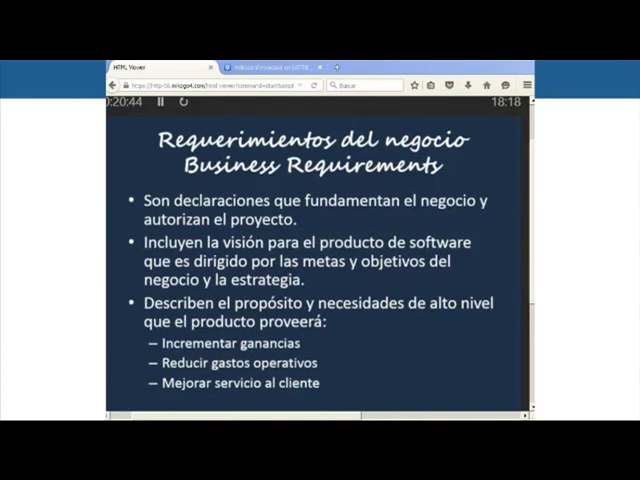 HTML Viewer
Buscar
0:20:44
18:18
Requerimientos del negocio
Business Requirements
• Son declaraciones que fundamentan el negocio y
autorizan el proyecto.
• Incluyen la visión para el producto de software
que es dirigido por las metas y objetivos del
negocio y la estrategia.
• Describen el propósito y necesidades de alto nivel
que el producto proveerá:
– Incrementar ganancias
– Reducir gastos operativos
– Mejorar servicio al cliente